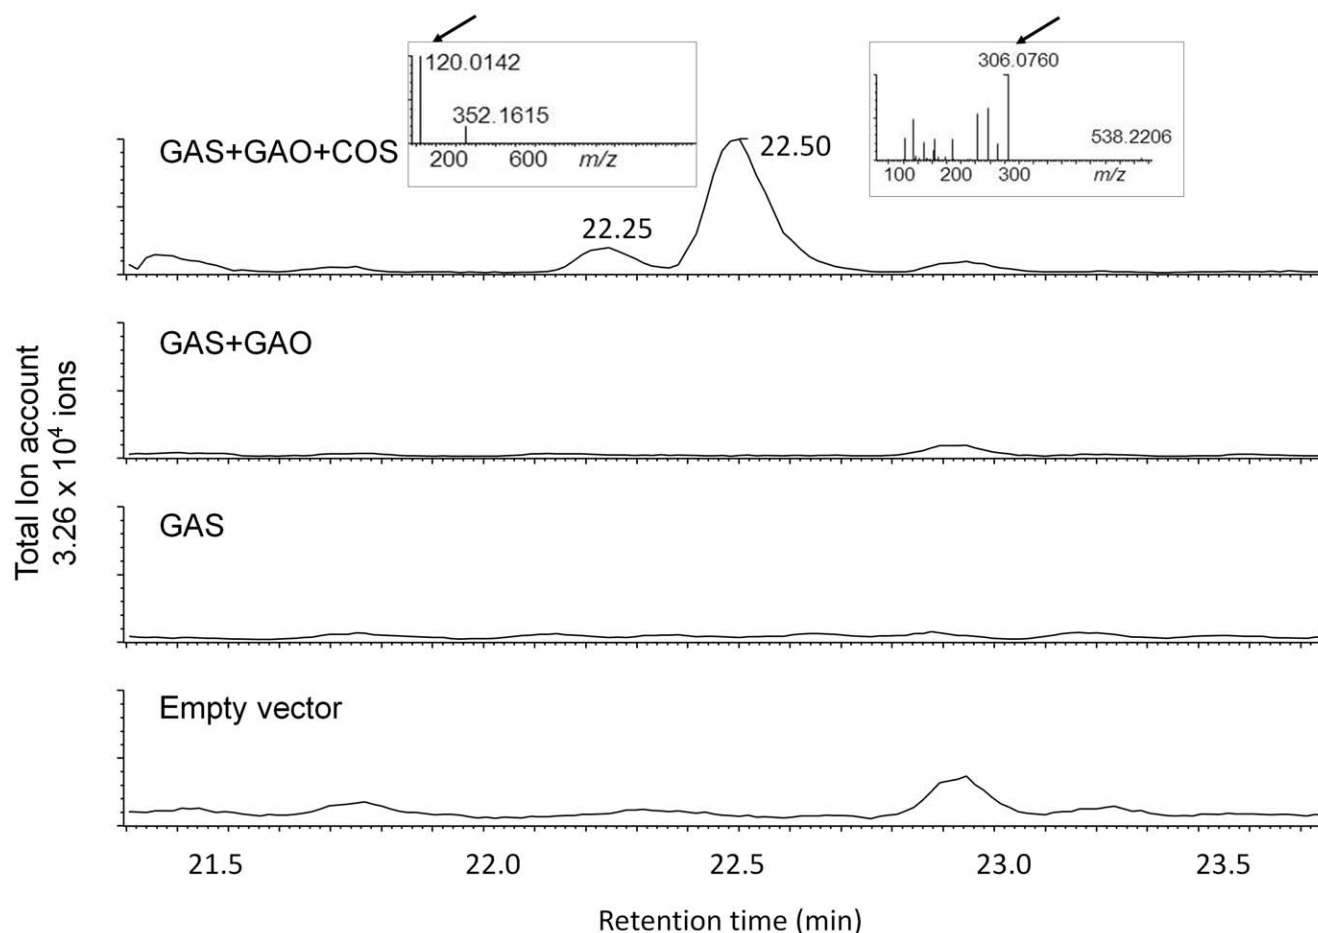 120.0142
352.1615
200 600 m/z
306.0760
538.2206
100 200 300 m/z
GAS+GAO+COS
22.25
22.50
GAS+GAO
GAS
Empty vector
Total Ion account
3.26 x 10⁴ ions
21.5 22.0 22.5 23.0 23.5
Retention time (min)